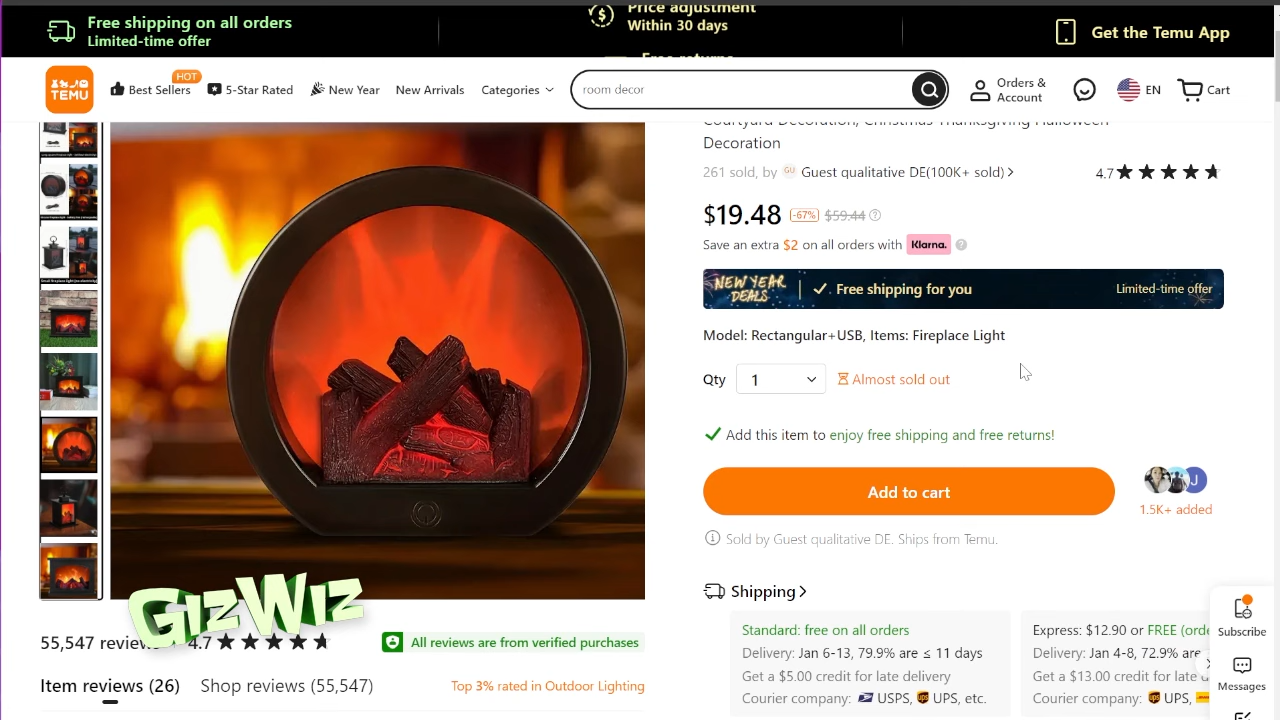 Free shipping on all orders
Limited-time offer
Price adjustment
Within 30 days
Free returns
Get the Temu App
TEMU
HOT
Best Sellers
5-Star Rated
New Year
New Arrivals
Categories
room decor
Orders &
Account
EN
Cart
Courtyard Decoration, Christmas Thanksgiving Halloween
Decoration
261 sold, by GU Guest qualitative DE(100K+ sold)
4.7
$19.48 -67% $59.44
Save an extra $2 on all orders with Klarna.
NEW YEAR
DEALS
Free shipping for you
Limited-time offer
Model: Rectangular+USB, Items: Fireplace Light
Qty 1 Almost sold out
Add this item to enjoy free shipping and free returns!
Add to cart
J
1.5K+ added
Sold by Guest qualitative DE. Ships from Temu.
Shipping
Standard: free on all orders
Delivery: Jan 6-13, 79.9% are ≤ 11 days
Get a $5.00 credit for late delivery
Courier company: USPS, UPS, etc.
Express: $12.90 or FREE (orde
Delivery: Jan 4-8, 72.9% are
Get a $13.00 credit for late d
Courier company: UPS,
Subscribe
Messages
GizWiz
55,547 reviews 4.7
All reviews are from verified purchases
Item reviews (26)
Shop reviews (55,547)
Top 3% rated in Outdoor Lighting